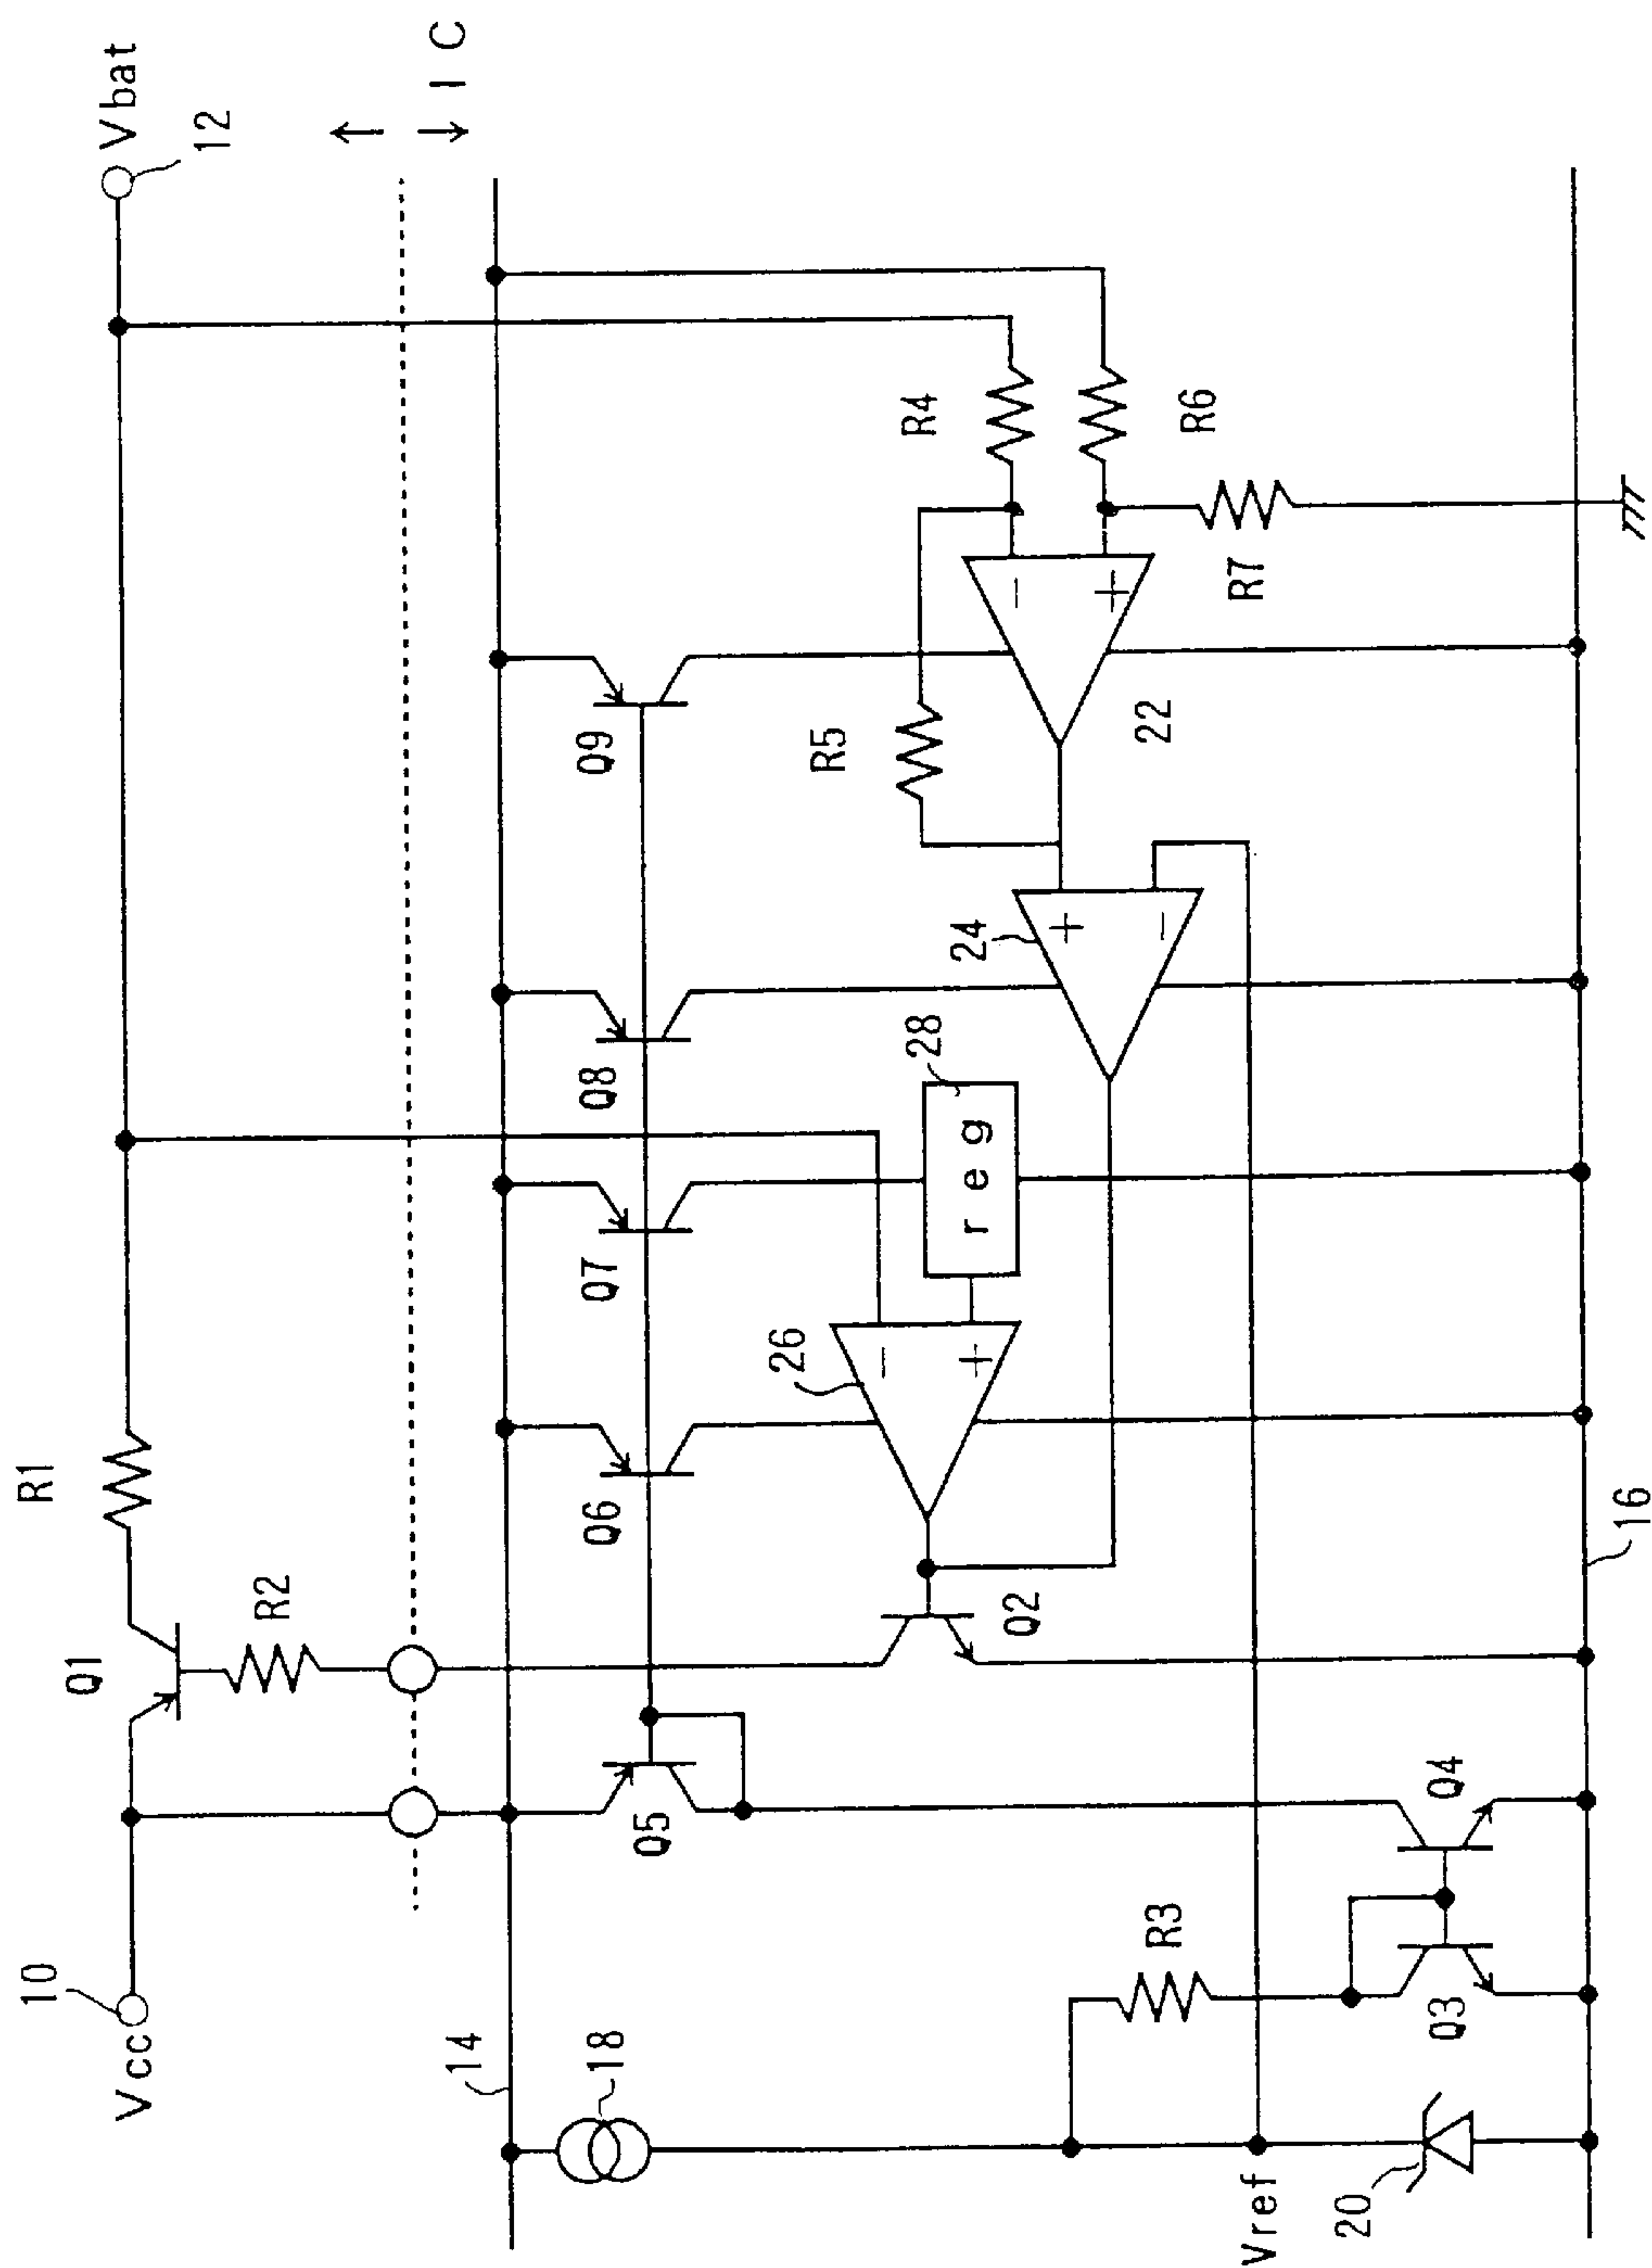 Vcc
10
Q1
R1
R2
Vbat
12
I C
14
18
Q5
Q6
Q7
Q8
Q9
Q2
26
r e g
28
24
22
R5
R4
R6
R7
R3
Q3
Q4
Vref
20
16
−
+
+
−
−
+